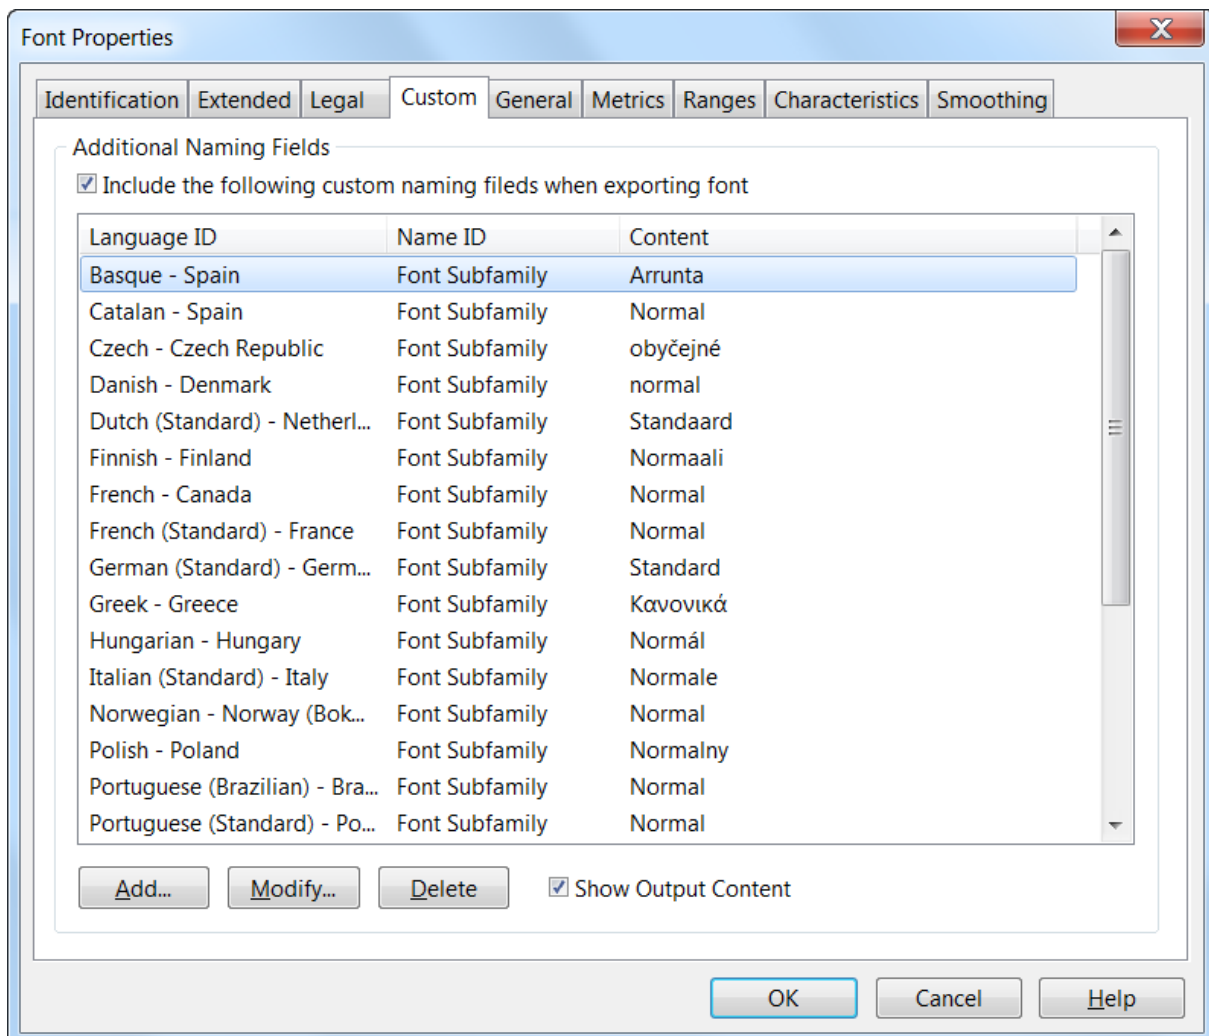 Font Properties
Identification Extended Legal Custom General Metrics Ranges Characteristics Smoothing
Additional Naming Fields
Include the following custom naming fileds when exporting font
Language ID Name ID Content
Basque - Spain Font Subfamily Arrunta
Catalan - Spain Font Subfamily Normal
Czech - Czech Republic Font Subfamily obyčejné
Danish - Denmark Font Subfamily normal
Dutch (Standard) - Netherl... Font Subfamily Standaard
Finnish - Finland Font Subfamily Normaali
French - Canada Font Subfamily Normal
French (Standard) - France Font Subfamily Normal
German (Standard) - Germ... Font Subfamily Standard
Greek - Greece Font Subfamily Κανονικά
Hungarian - Hungary Font Subfamily Normál
Italian (Standard) - Italy Font Subfamily Normale
Norwegian - Norway (Bok... Font Subfamily Normal
Polish - Poland Font Subfamily Normalny
Portuguese (Brazilian) - Bra... Font Subfamily Normal
Portuguese (Standard) - Po... Font Subfamily Normal
Add... Modify... Delete Show Output Content
OK Cancel Help